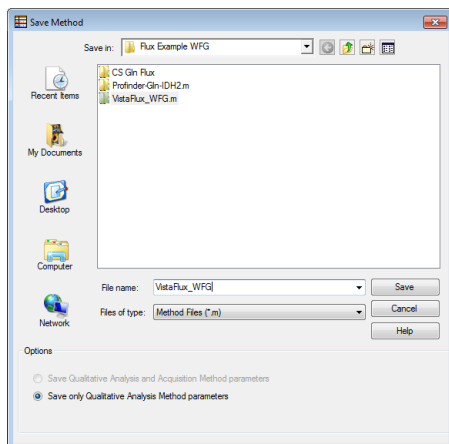 Save Method
Save in: Flux Example WFG
Recent Items
My Documents
Desktop
Computer
Network
CS Gln Flux
Profinder-Gln-IDH2.m
VistaFlux_WFG.m
File name: VistaFlux_WFG Save
Files of type: Method Files (*.m) Cancel
Help
Options
Save Qualitative Analysis and Acquisition Method parameters
Save only Qualitative Analysis Method parameters